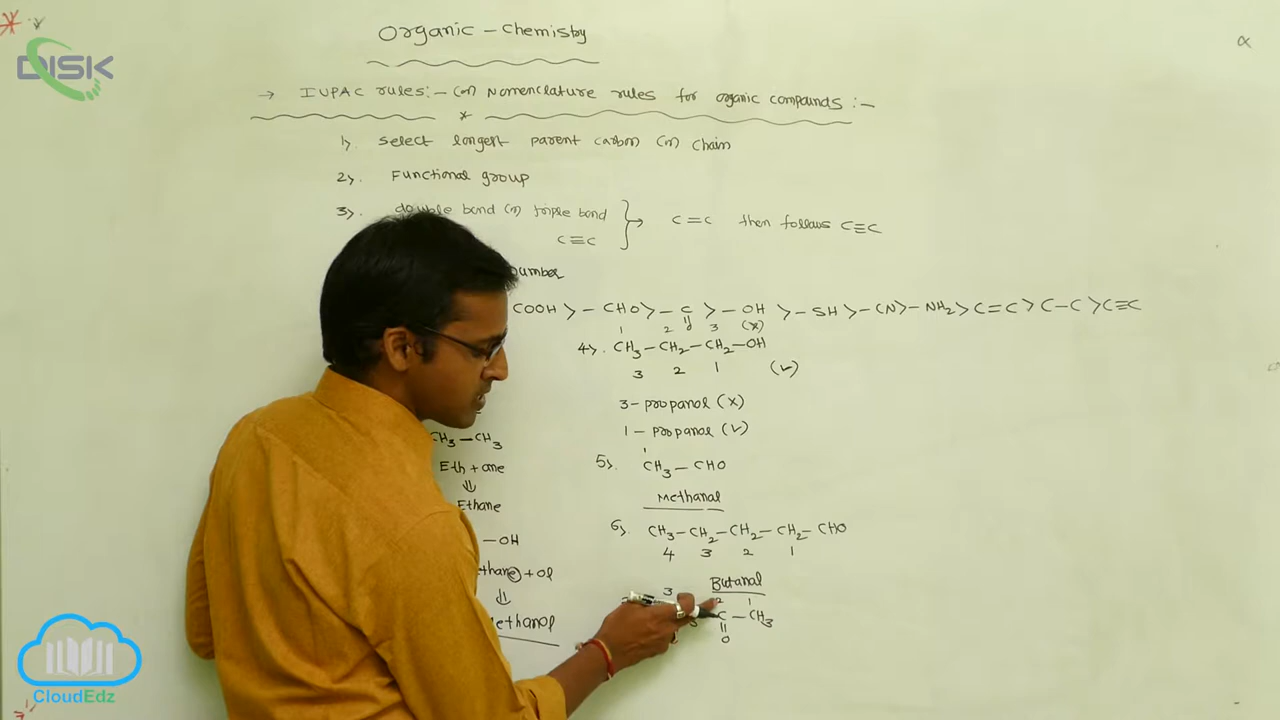 Organic - Chemistry
DISK
→ IUPAC rules:- (or) Nomenclature rules for organic compounds :-
1). select longest parent carbon (or) chain
2). Functional group
3). double bond (or) triple bond } → C=C then follows C≡C
C≡C
number
COOH > - CHO > - C > - OH > - SH > - (N) - NH2 > C=C > C-C > C≡C
O
1 2 3 (x)
4). CH3 - CH2 - CH2 - OH
3 2 1 (✓)
3 - propanol (x)
1 - propanol (✓)
CH3 - CH3
5). CH3 - CHO
1
Eth + ane
⇓
Methanal
Ethane
6). CH3 - CH2 - CH2 - CH2 - CHO
4 3 2 1
- OH
thane + ol
⇓
ethanol
Butanal
3 2 1
C - CH3
O
CloudEdz